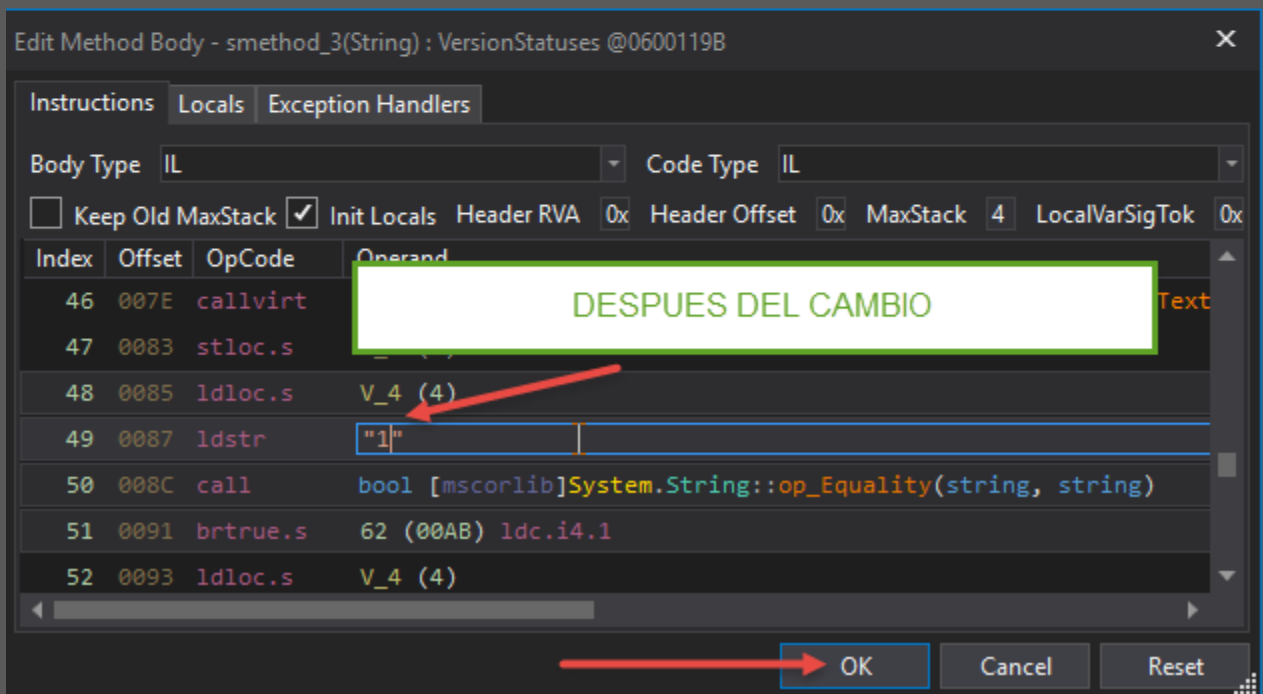 Edit Method Body - smethod_3(String) : VersionStatuses @0600119B
Instructions Locals Exception Handlers
Body Type IL Code Type IL
Keep Old MaxStack Init Locals Header RVA 0x Header Offset 0x MaxStack 4 LocalVarSigTok 0x
Index Offset OpCode Operand
46 007E callvirt Text
DESPUES DEL CAMBIO
47 0083 stloc.s
48 0085 ldloc.s V_4 (4)
49 0087 ldstr "1"
50 008C call bool [mscorlib]System.String::op_Equality(string, string)
51 0091 brtrue.s 62 (00AB) ldc.i4.1
52 0093 ldloc.s V_4 (4)
OK Cancel Reset